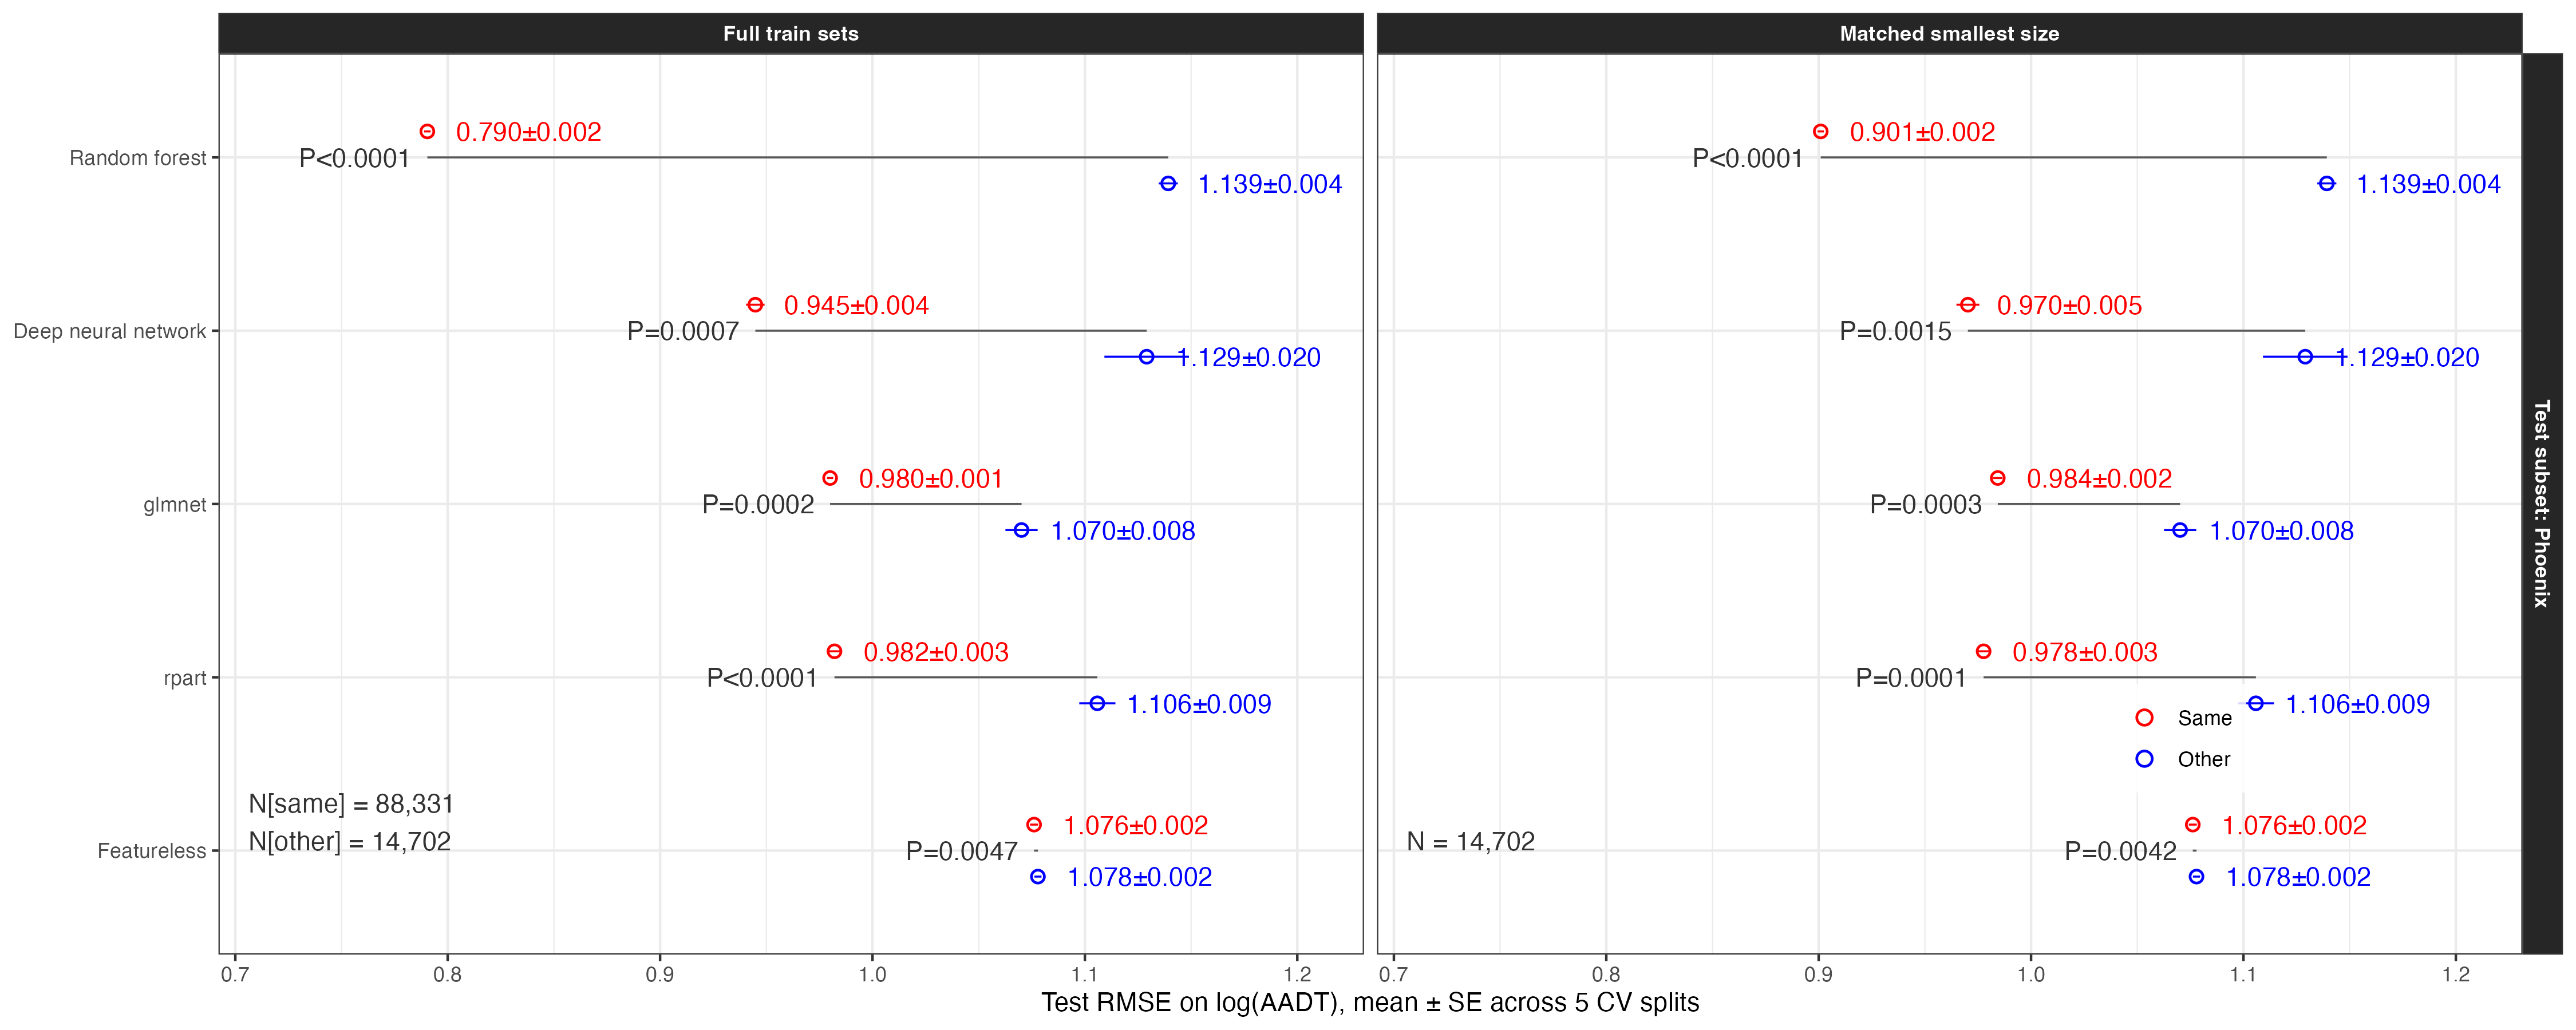 Full train sets
Matched smallest size
Test subset: Phoenix
Random forest
0.790±0.002
P<0.0001
1.139±0.004
0.901±0.002
P<0.0001
1.139±0.004
Deep neural network
0.945±0.004
P=0.0007
1.129±0.020
0.970±0.005
P=0.0015
1.129±0.020
glmnet
0.980±0.001
P=0.0002
1.070±0.008
0.984±0.002
P=0.0003
1.070±0.008
rpart
0.982±0.003
P<0.0001
1.106±0.009
0.978±0.003
P=0.0001
1.106±0.009
Same
Other
Featureless
N[same] = 88,331
N[other] = 14,702
1.076±0.002
P=0.0047
1.078±0.002
N = 14,702
1.076±0.002
P=0.0042
1.078±0.002
0.7 0.8 0.9 1.0 1.1 1.2
0.7 0.8 0.9 1.0 1.1 1.2
Test RMSE on log(AADT), mean ± SE across 5 CV splits